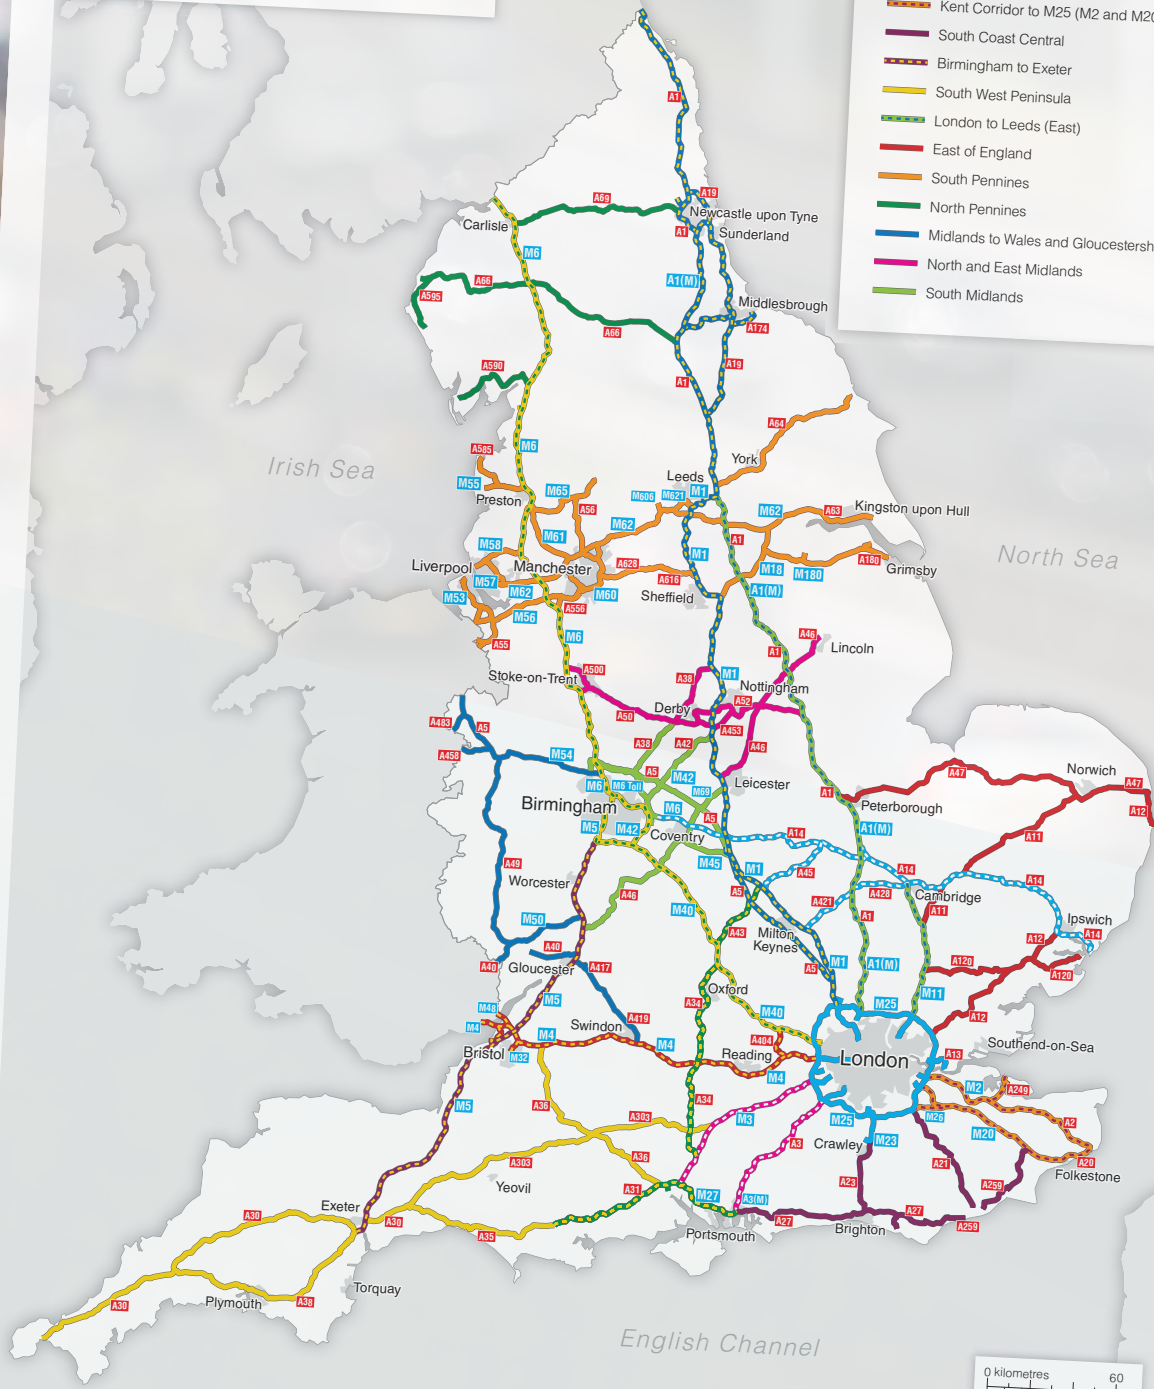 Kent Corridor to M25 (M2 and M20
South Coast Central
Birmingham to Exeter
South West Peninsula
London to Leeds (East)
East of England
South Pennines
North Pennines
Midlands to Wales and Gloucestersh
North and East Midlands
South Midlands
A1
A19
A69
Newcastle upon Tyne
Carlisle
A1
Sunderland
M6
A66
A1(M)
A595
Middlesbrough
A66
A174
A590
A19
A1
A64
M6
A585
York
Irish Sea
Leeds
M55
M65
M606
M621
M1
Preston
A56
M62
A63
Kingston upon Hull
M62
M61
A1
M58
M1
North Sea
Liverpool
Manchester
A628
A180
Grimsby
M57
A616
M18
M180
M62
M60
A1(M)
M53
Sheffield
M56
A556
M6
A46
A55
Lincoln
A1
Stoke-on-Trent
A500
A38
M1
Nottingham
A50
Derby
A52
A483
A5
A453
A38
A42
A46
A458
M54
A5
M42
Leicester
A47
Norwich
A47
M6
M6 Toll
M69
A1
Birmingham
Peterborough
A12
M6
A5
M5
M42
A14
A1(M)
A11
Coventry
M45
M1
A14
A49
A45
Worcester
A5
A14
A46
A428
Cambridge
M40
A421
A11
M50
A1
Ipswich
A43
Milton
Keynes
A12
A14
A40
A40
Gloucester
A417
A5
M1
A1(M)
A120
A120
Oxford
M11
M48
M5
A34
M25
M4
Swindon
A419
M40
A12
M4
A404
Southend-on-Sea
Bristol
M32
M4
Reading
London
A13
M4
M2
A249
M5
A36
A34
A303
M3
M25
M26
A2
A3
Crawley
M23
M20
A303
A36
A21
A20
Folkestone
Yeovil
A31
M27
A3(M)
A23
A259
Exeter
A30
A30
A27
A27
A259
A35
Portsmouth
Brighton
Torquay
A30
Plymouth
A38
English Channel
0 kilometres
60